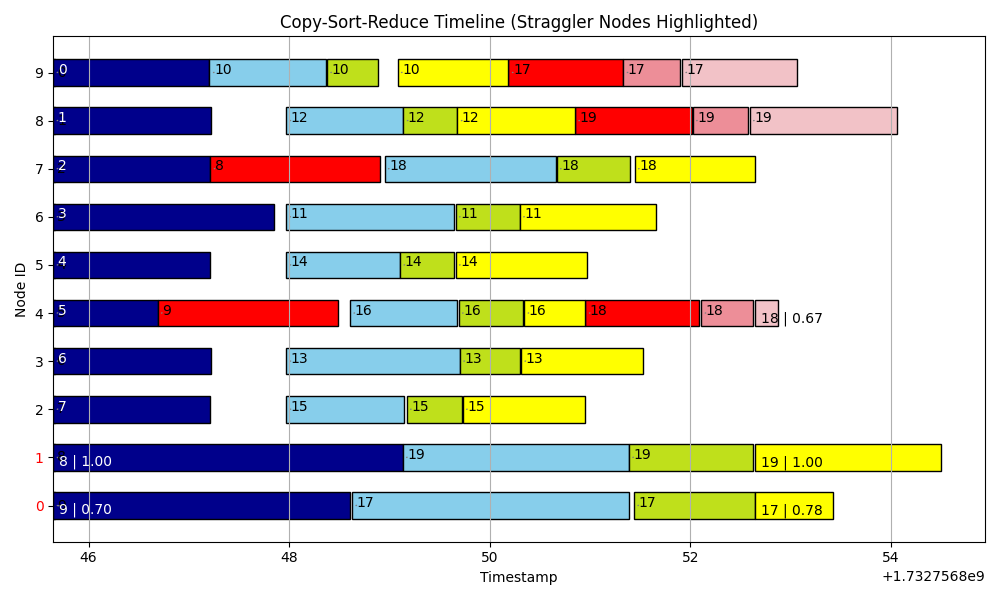 Copy-Sort-Reduce Timeline (Straggler Nodes Highlighted)
Node ID
9 .0 .10 .10 .10 .17 .17 .17
8 .1 .12 .12 .12 .19 .19 .19
7 .2 8 .18 .18 .18
6 .3 .11 .11 .11
5 .4 .14 .14 .14
4 .5 9 .16 .16 .16 18 .18 18 | 0.67
3 .6 .13 .13 .13
2 .7 .15 .15 .15
1 8 | 1.00 .19 .19 19 | 1.00
0 9 | 0.70 17 17 17 | 0.78
46 48 50 52 54
Timestamp
+1.7327568e9